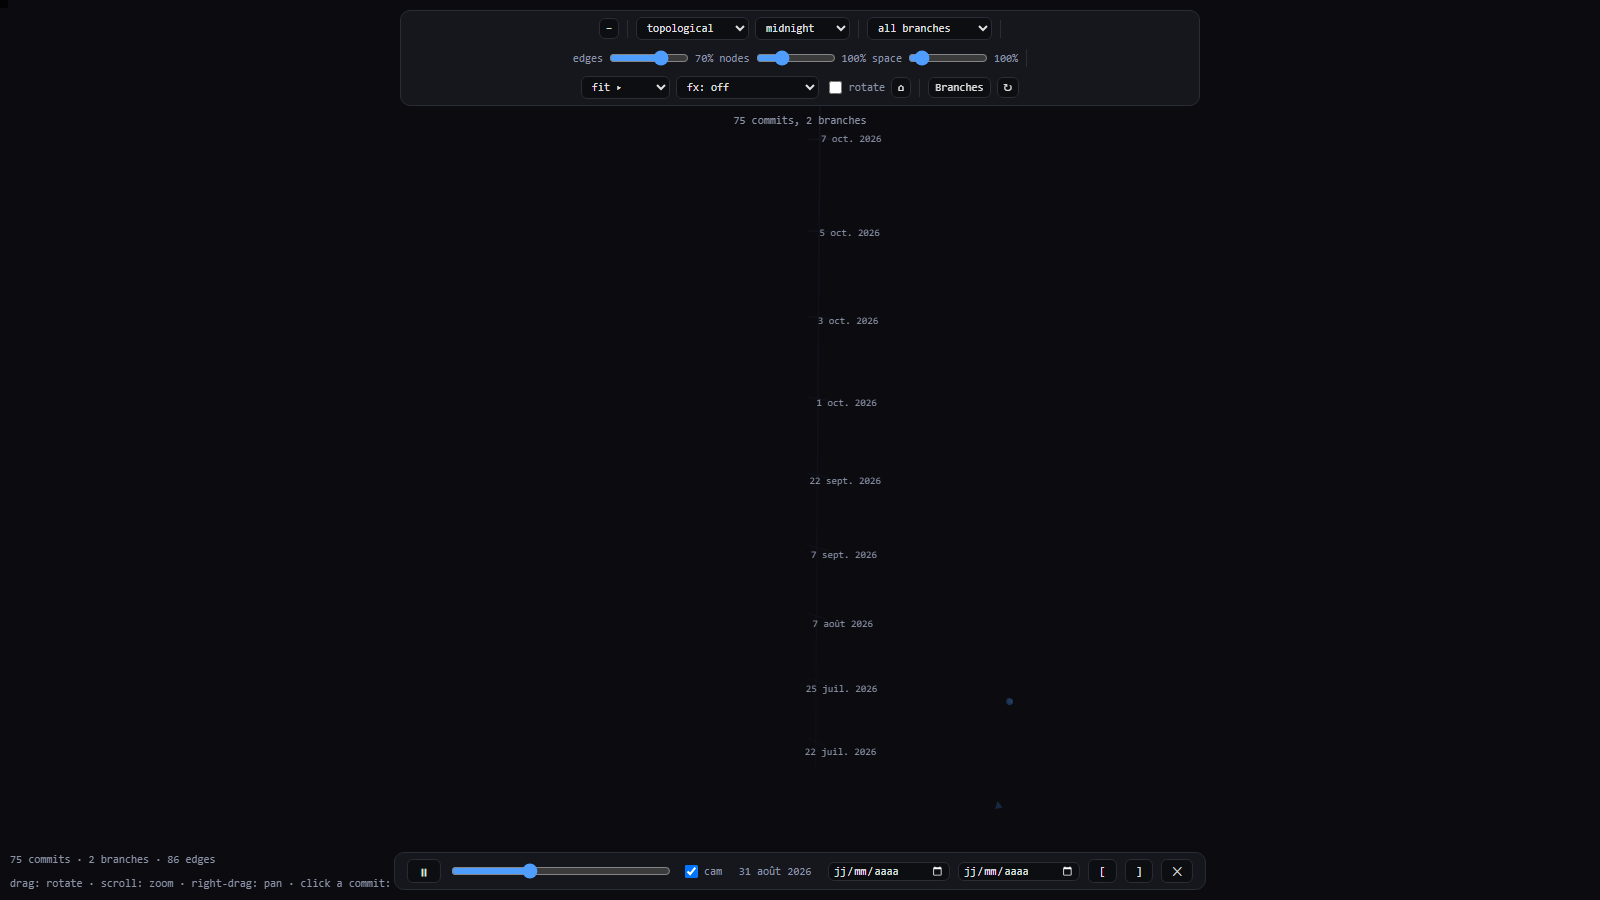 − topological midnight all branches
edges 70% nodes 100% space 100%
fit ▸ fx: off rotate ⌂ Branches ↻
75 commits, 2 branches
7 oct. 2026
5 oct. 2026
3 oct. 2026
1 oct. 2026
22 sept. 2026
7 sept. 2026
7 août 2026
25 juil. 2026
22 juil. 2026
75 commits · 2 branches · 86 edges
drag: rotate · scroll: zoom · right-drag: pan · click a commit:
⏸ cam 31 août 2026 jj/mm/aaaa jj/mm/aaaa [ ] ✕